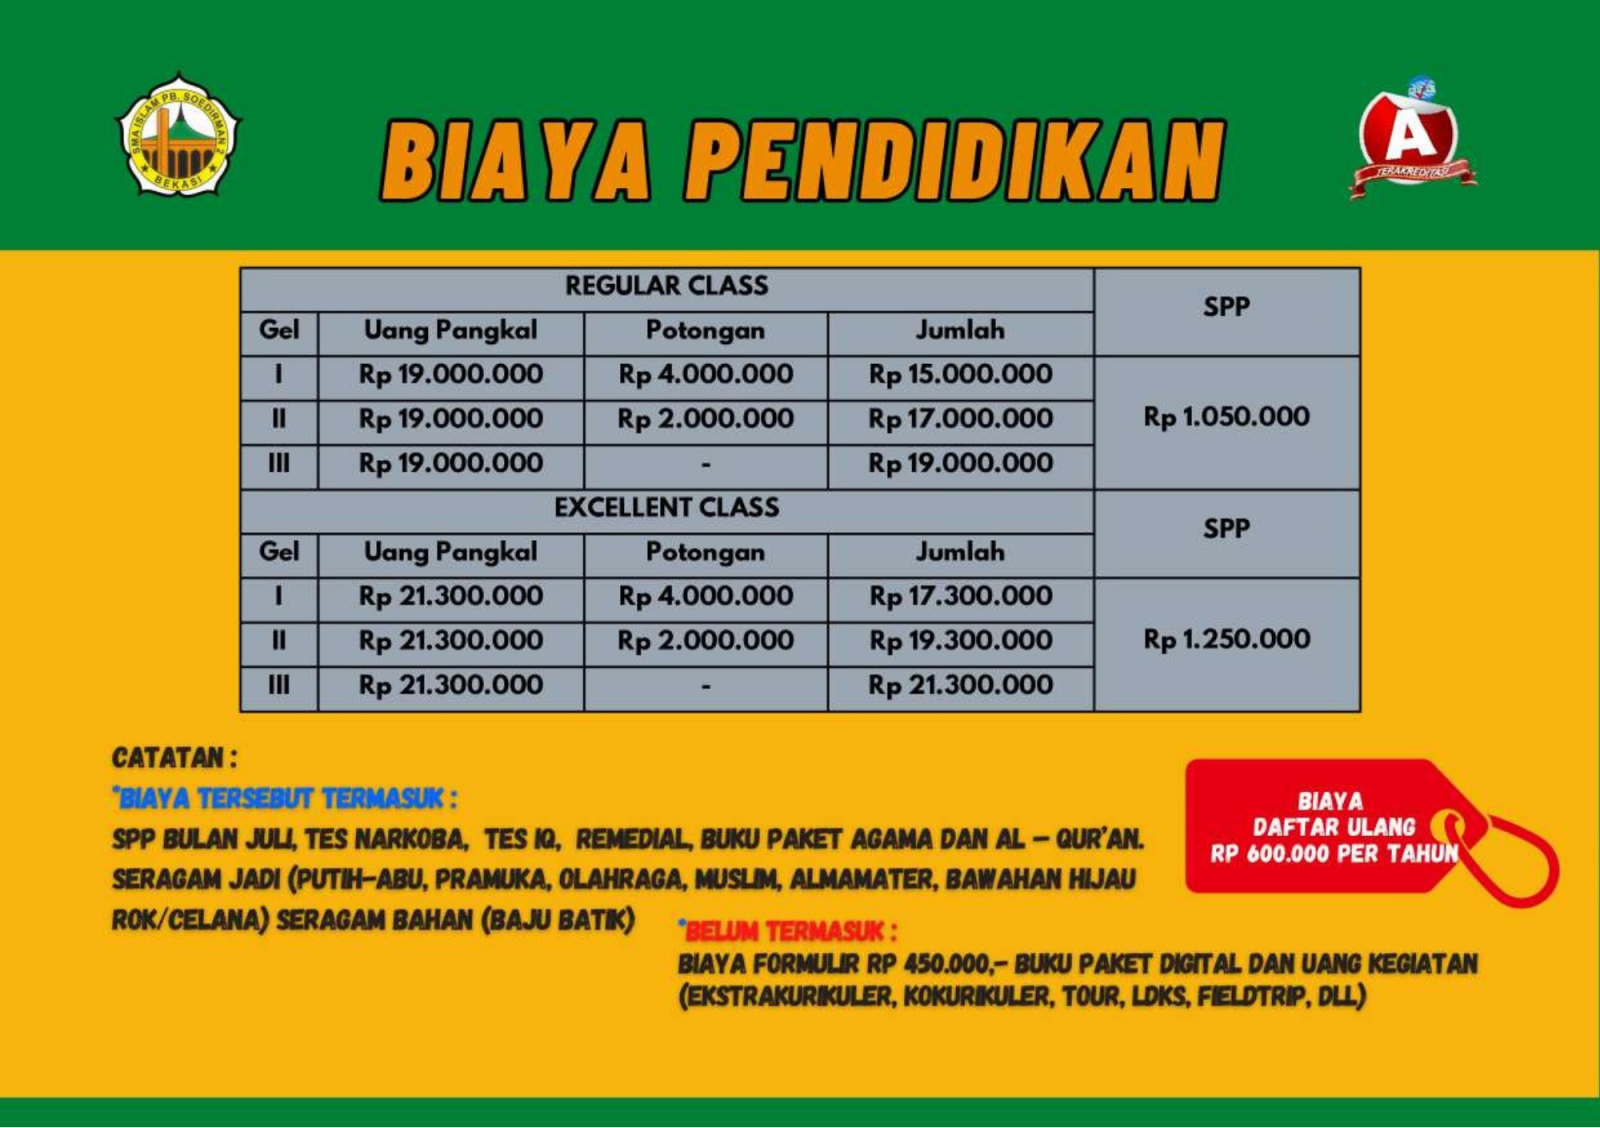 SMA ISLAM PB. SOEDIRMAN 2
BEKASI
BIAYA PENDIDIKAN
A
TERAKREDITASI
REGULAR CLASS
SPP
Gel Uang Pangkal Potongan Jumlah
I Rp 19.000.000 Rp 4.000.000 Rp 15.000.000
II Rp 19.000.000 Rp 2.000.000 Rp 17.000.000 Rp 1.050.000
III Rp 19.000.000 - Rp 19.000.000
EXCELLENT CLASS
SPP
Gel Uang Pangkal Potongan Jumlah
I Rp 21.300.000 Rp 4.000.000 Rp 17.300.000
II Rp 21.300.000 Rp 2.000.000 Rp 19.300.000 Rp 1.250.000
III Rp 21.300.000 - Rp 21.300.000
CATATAN :
*BIAYA TERSEBUT TERMASUK :
SPP BULAN JULI, TES NARKOBA, TES IQ, REMEDIAL, BUKU PAKET AGAMA DAN AL – QUR'AN.
SERAGAM JADI (PUTIH-ABU, PRAMUKA, OLAHRAGA, MUSLIM, ALMAMATER, BAWAHAN HIJAU
ROK/CELANA) SERAGAM BAHAN (BAJU BATIK)
*BELUM TERMASUK :
BIAYA FORMULIR RP 450.000,- BUKU PAKET DIGITAL DAN UANG KEGIATAN
(EKSTRAKURIKULER, KOKURIKULER, TOUR, LDKS, FIELDTRIP, DLL)
BIAYA
DAFTAR ULANG
RP 600.000 PER TAHUN